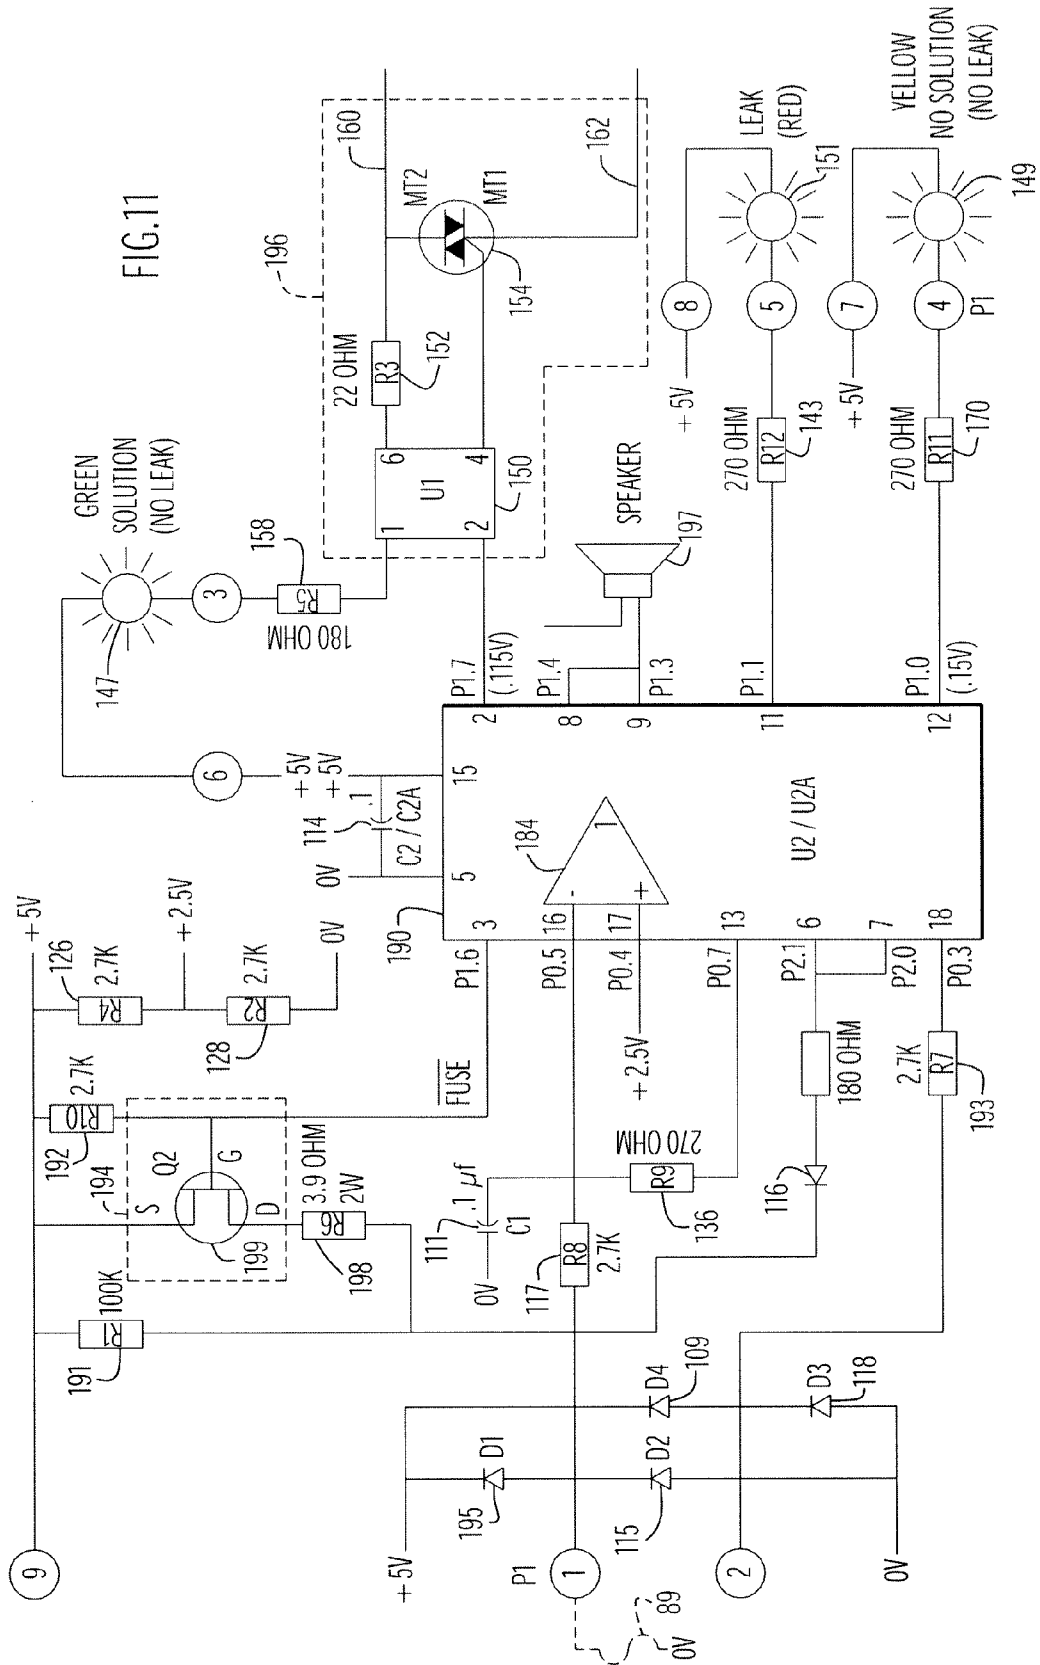 FIG.11
9
+5V
R1
100K
191
R10
2.7K
192
194
S
Q2
G
D
199
R6
3.9 OHM
2W
198
FUSE
R4
2.7K
126
+2.5V
R2
2.7K
128
0V
6
+5V
+5V
147
GREEN
SOLUTION
(NO LEAK)
3
R5
180 OHM
158
196
22 OHM
R3
152
MT2
MT1
154
160
162
1
6
U1
2
4
150
0V
114
.1
C2 / C2A
190
5
15
P1.6
3
P0.5
16
P0.4
17
+2.5V
P0.7
13
P2.1
6
7
P2.0
18
P0.3
184
-
+
1
U2 / U2A
2
P1.7
(.115V)
8
P1.4
9
P1.3
11
P1.1
12
P1.0
(.15V)
SPEAKER
197
270 OHM
R12
143
+5V
8
5
LEAK
(RED)
151
270 OHM
R11
170
+5V
7
4
P1
YELLOW
NO SOLUTION
(NO LEAK)
149
0V
111
.1 µf
C1
R9
270 OHM
136
117
R8
2.7K
116
180 OHM
2.7K
R7
193
+5V
195
D1
P1
1
115
D2
D4
109
2
D3
118
0V
89
0V